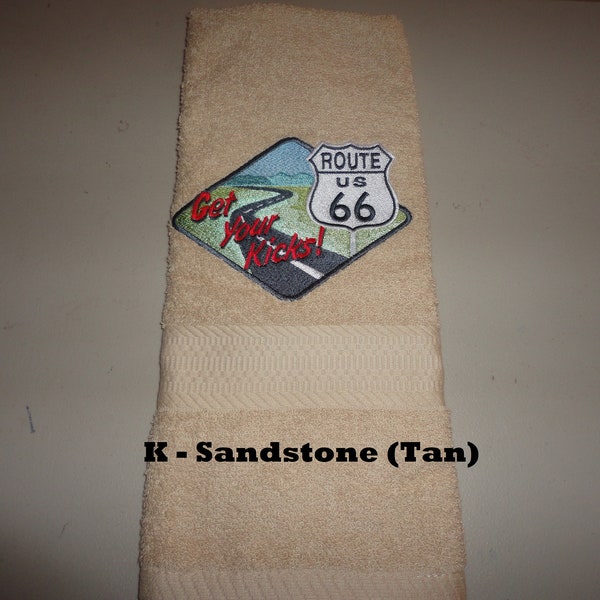 ROUTE
US
66
Get
Your
Kicks!
K - Sandstone (Tan)